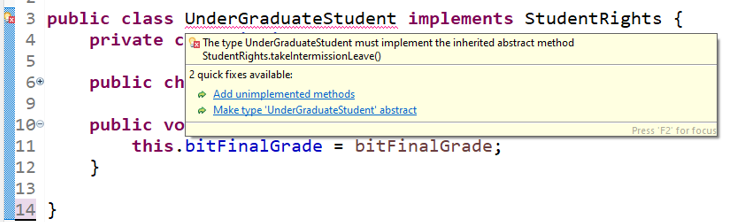 3 public class UnderGraduateStudent implements StudentRights {
4 private c
The type UnderGraduateStudent must implement the inherited abstract method
StudentRights.takeIntermissionLeave()
2 quick fixes available:
6 public ch
Add unimplemented methods
9
Make type 'UnderGraduateStudent' abstract
10 public vo
Press 'F2' for focus
11 this.bitFinalGrade = bitFinalGrade;
12 }
13
14 }